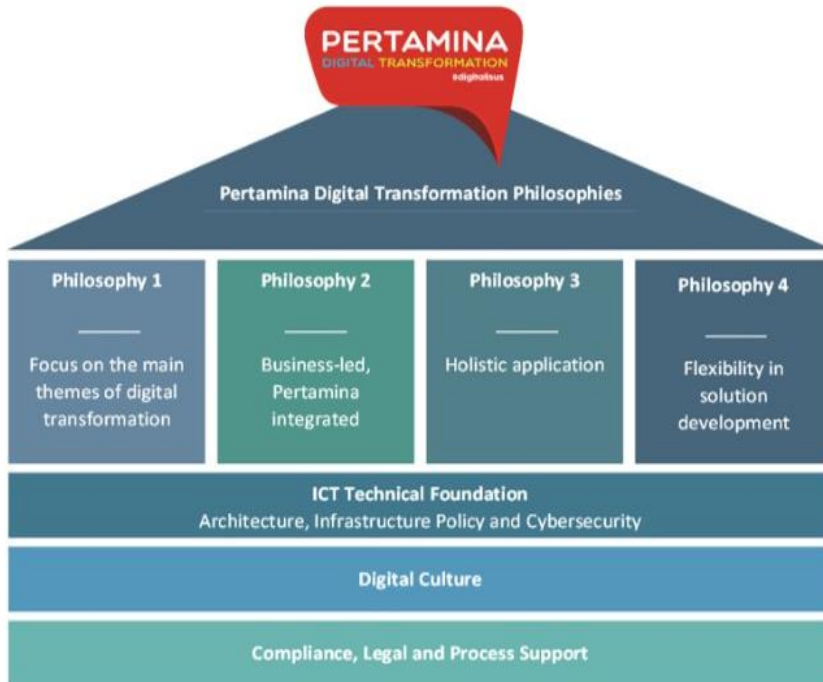 PERTAMINA
DIGITAL TRANSFORMATION
#digitalisus
Pertamina Digital Transformation Philosophies
Philosophy 1
Focus on the main
themes of digital
transformation
Philosophy 2
Business-led,
Pertamina
integrated
Philosophy 3
Holistic application
Philosophy 4
Flexibility in
solution
development
ICT Technical Foundation
Architecture, Infrastructure Policy and Cybersecurity
Digital Culture
Compliance, Legal and Process Support